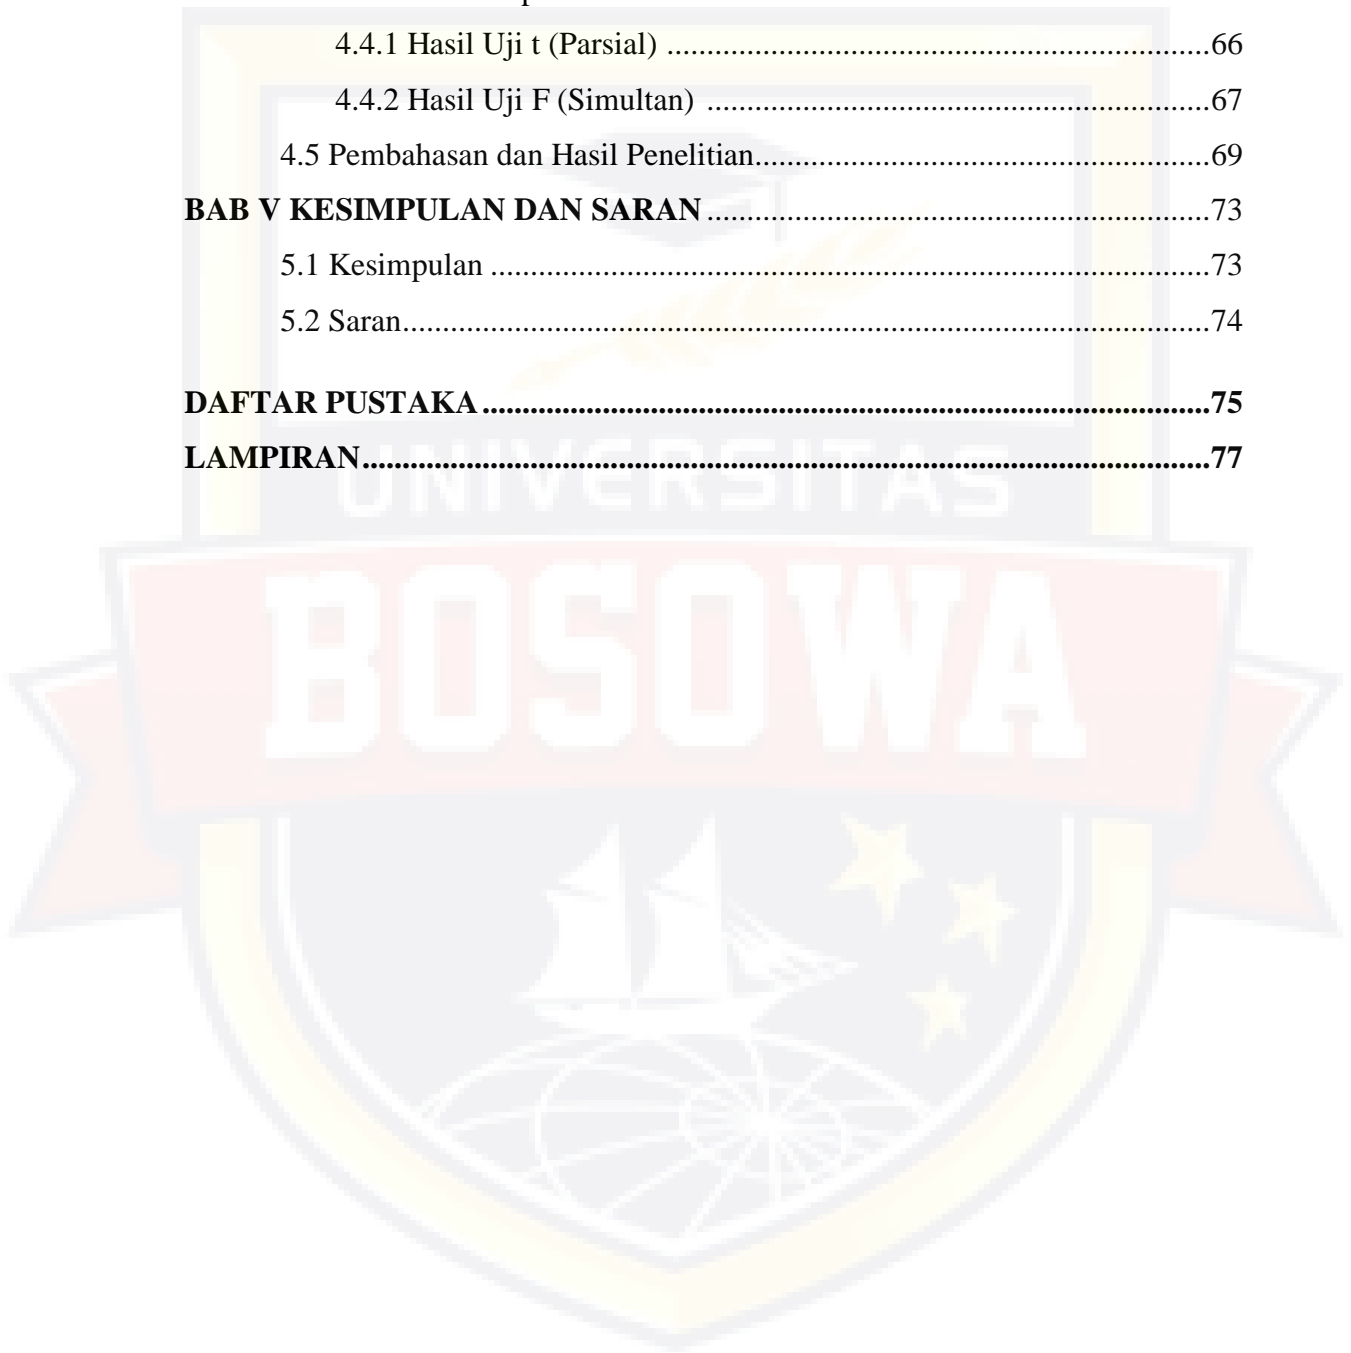 4.4.1 Hasil Uji t (Parsial) ..........................................................................66
4.4.2 Hasil Uji F (Simultan) .....................................................................67
4.5 Pembahasan dan Hasil Penelitian..........................................................69
BAB V KESIMPULAN DAN SARAN ................................................................73
5.1 Kesimpulan ...........................................................................................73
5.2 Saran......................................................................................................74
DAFTAR PUSTAKA ...........................................................................................75
LAMPIRAN..........................................................................................................77
UNIVERSITAS
BOSOWA